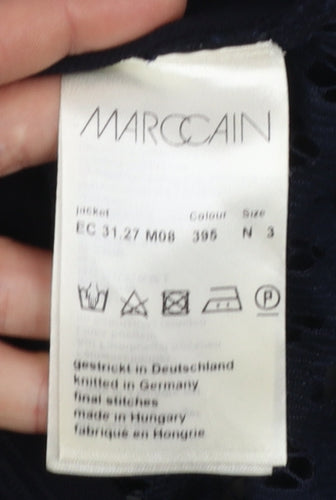 MARCCAIN
Jacket Colour Size
EC 31.27 M08 395 N 3
P
gestrickt in Deutschland
knitted in Germany
final stitches
made in Hungary
fabriqué en Hongrie